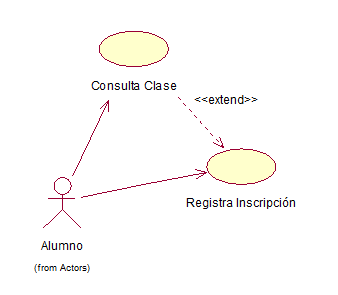 Consulta Clase
<<extend>>
Registra Inscripción
Alumno
(from Actors)